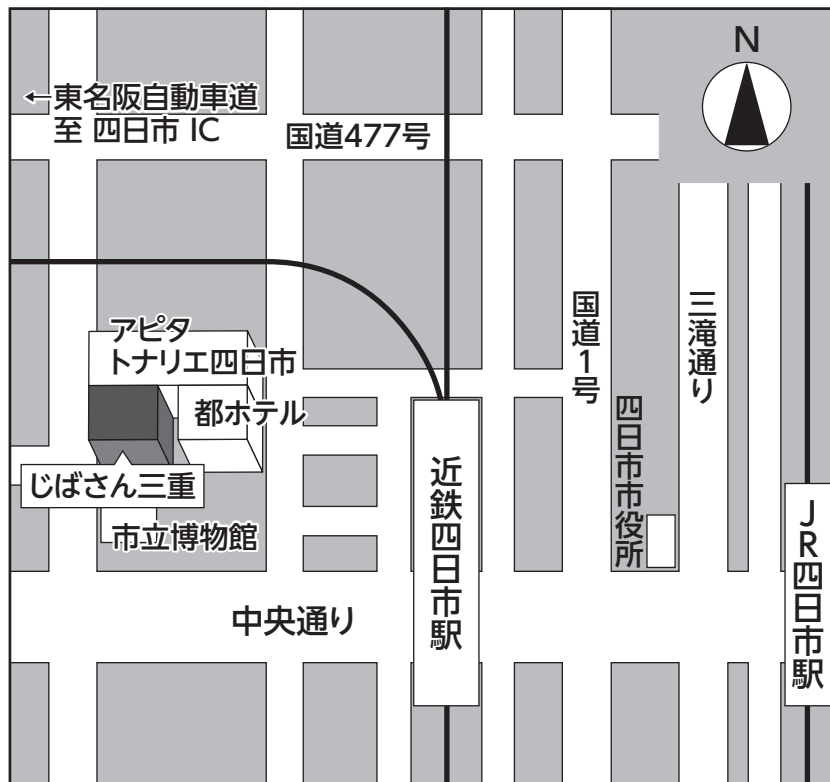 N
←東名阪自動車道
至 四日市 IC
国道477号
国道1号
三滝通り
アピタ
トナリエ四日市
都ホテル
四日市市役所
じばさん三重
近鉄四日市駅
JR四日市駅
市立博物館
中央通り